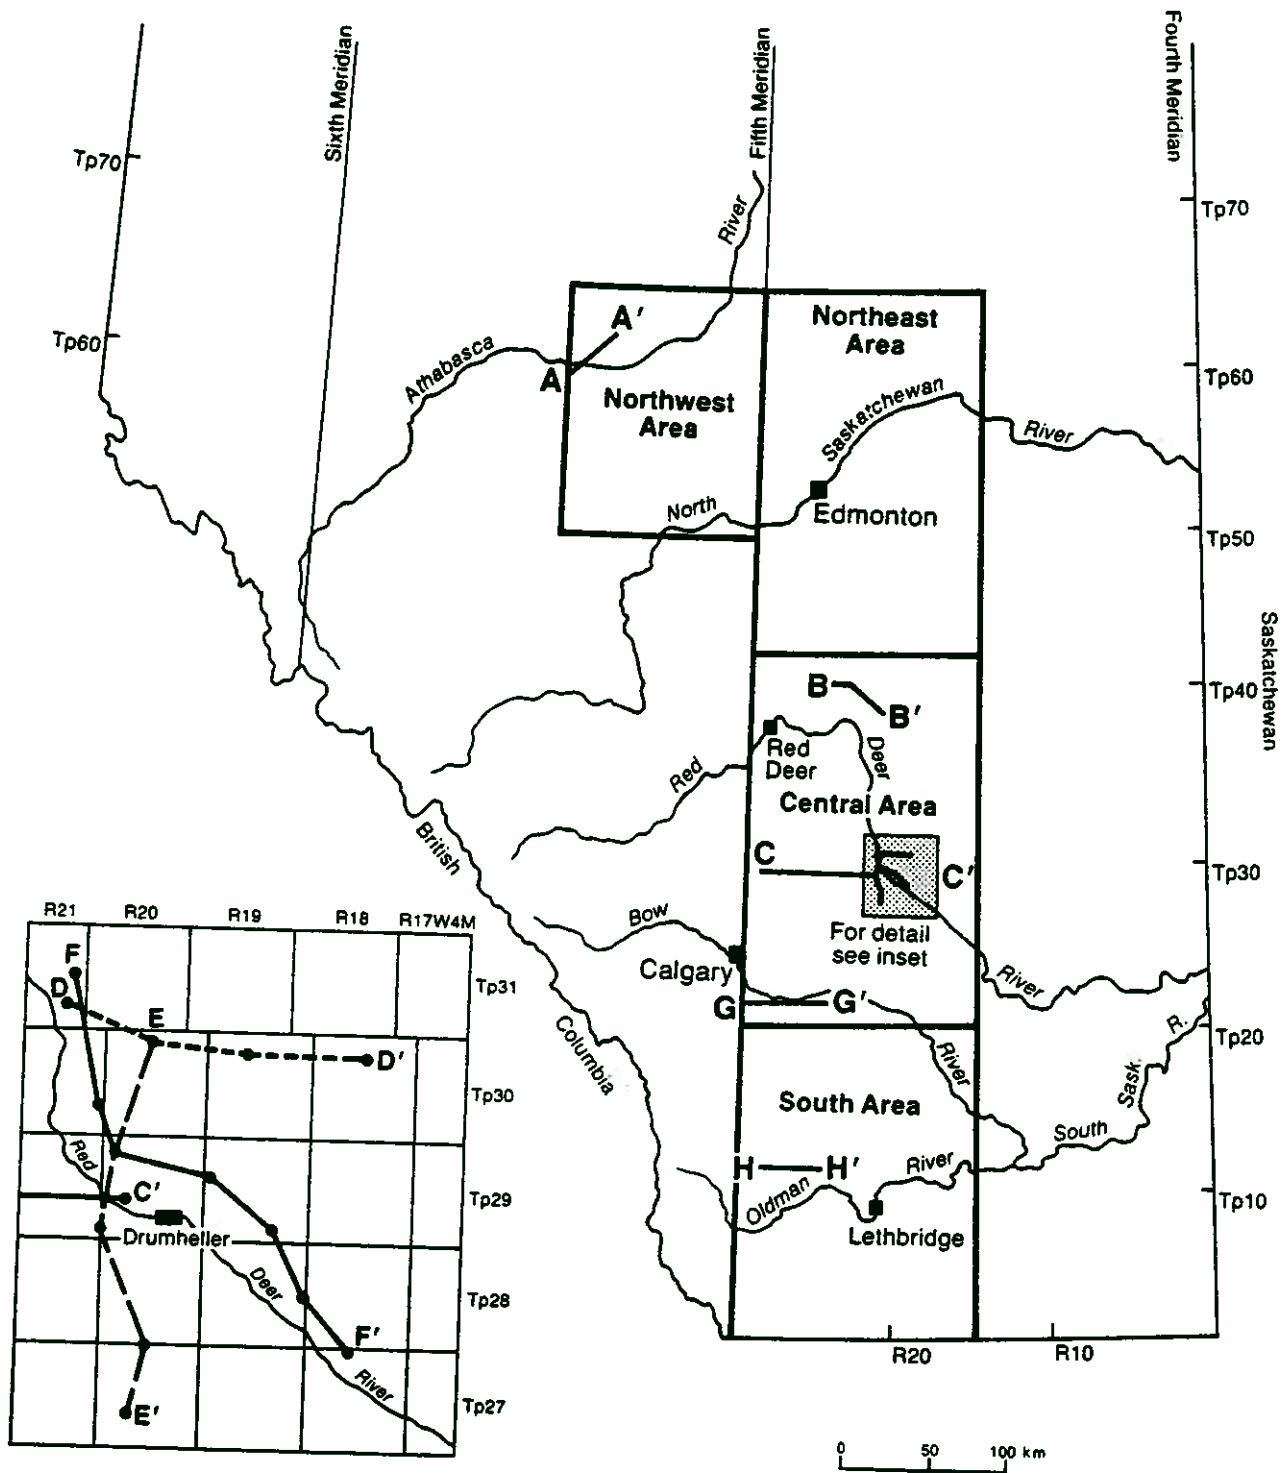 Sixth Meridian
Fifth Meridian
Fourth Meridian
Tp70
Tp60
Tp70
Tp60
Tp50
Tp40
Tp30
Tp20
Tp10
Saskatchewan
River
Athabasca
A
A'
Northwest
Area
Northeast
Area
Saskatchewan
River
North
Edmonton
B
B'
Red
Deer
Deer
Red
Central Area
C
C'
For detail
see inset
British
Columbia
Bow
Calgary
G
G'
River
River
R.
Sask.
South
South Area
H
H'
River
Oldman
Lethbridge
R20
R10
R21
R20
R19
R18
R17W4M
Tp31
Tp30
Tp29
Tp28
Tp27
F
D
E
D'
Red
C'
Drumheller
Deer
F'
River
E'
0
50
100 km